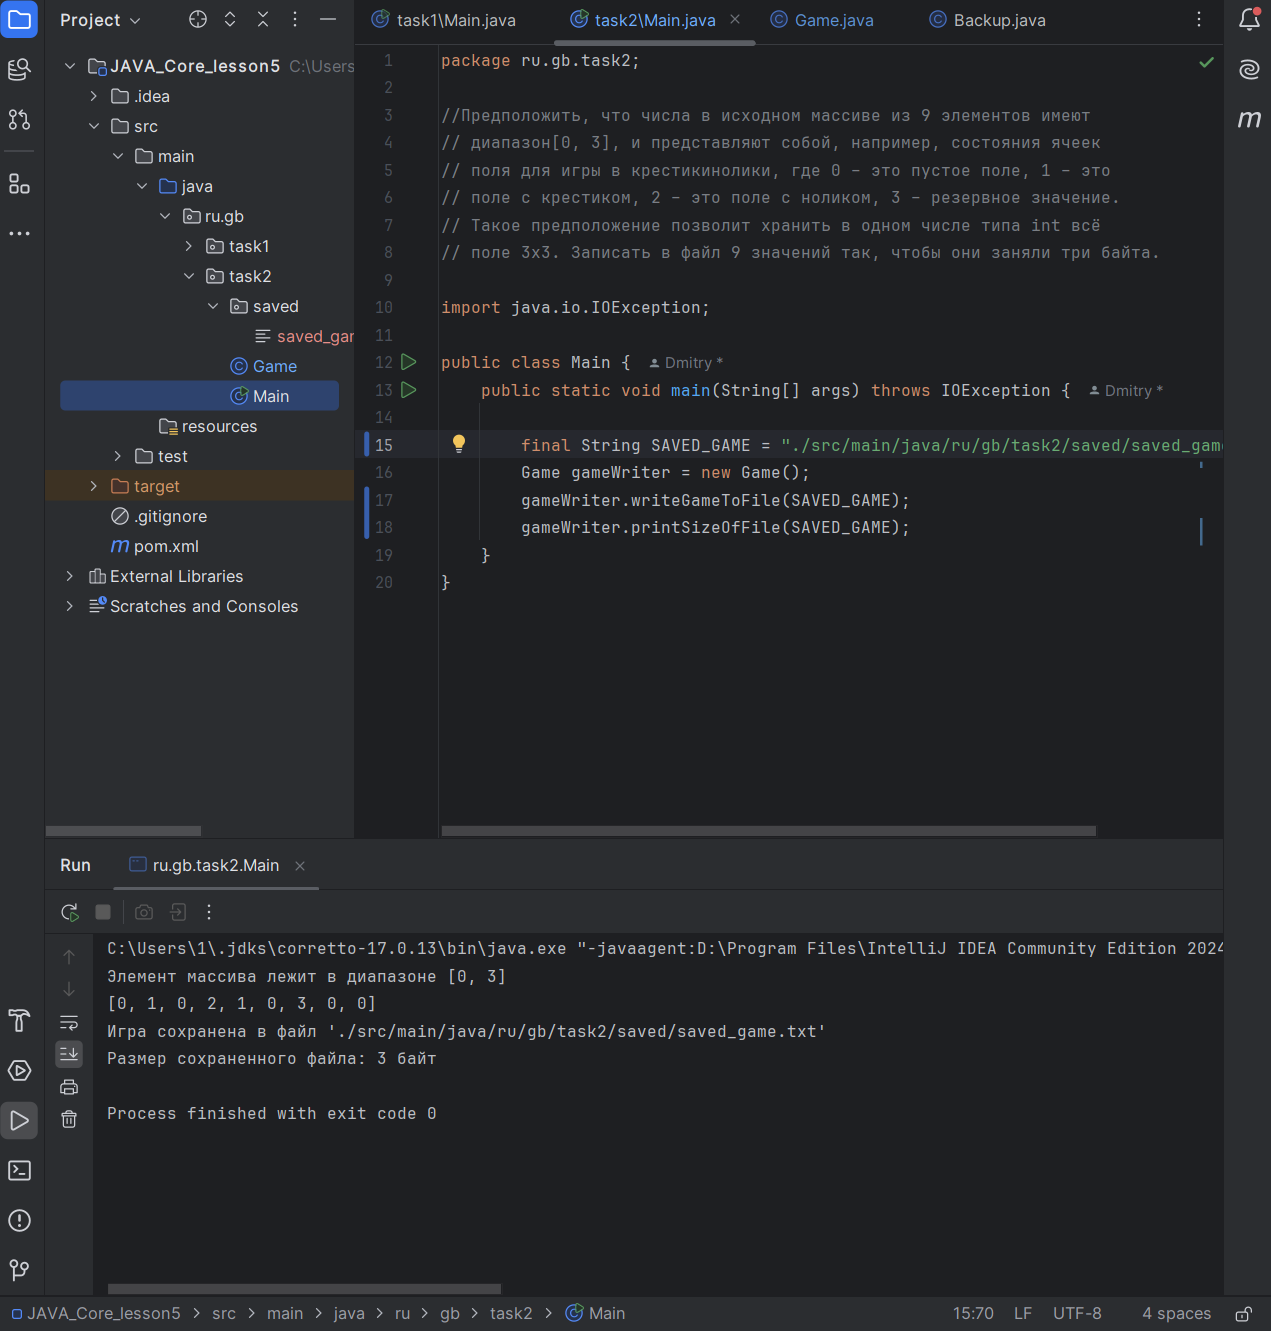 Project
task1\Main.java
task2\Main.java
Game.java
Backup.java
JAVA_Core_lesson5 C:\Users
.idea
src
main
java
ru.gb
task1
task2
saved
saved_gar
Game
Main
resources
test
target
.gitignore
m pom.xml
External Libraries
Scratches and Consoles
m
1 package ru.gb.task2;
2
3 //Предположить, что числа в исходном массиве из 9 элементов имеют
4 // диапазон[0, 3], и представляют собой, например, состояния ячеек
5 // поля для игры в крестикинолики, где 0 – это пустое поле, 1 – это
6 // поле с крестиком, 2 – это поле с ноликом, 3 – резервное значение.
7 // Такое предположение позволит хранить в одном числе типа int всё
8 // поле 3х3. Записать в файл 9 значений так, чтобы они заняли три байта.
9
10 import java.io.IOException;
11
12 public class Main { Dmitry *
13 public static void main(String[] args) throws IOException { Dmitry *
14
15 final String SAVED_GAME = "./src/main/java/ru/gb/task2/saved/saved_game
16 Game gameWriter = new Game();
17 gameWriter.writeGameToFile(SAVED_GAME);
18 gameWriter.printSizeOfFile(SAVED_GAME);
19 }
20 }
Run
ru.gb.task2.Main
C:\Users\1\.jdks\corretto-17.0.13\bin\java.exe "-javaagent:D:\Program Files\IntelliJ IDEA Community Edition 2024
Элемент массива лежит в диапазоне [0, 3]
[0, 1, 0, 2, 1, 0, 3, 0, 0]
Игра сохранена в файл './src/main/java/ru/gb/task2/saved/saved_game.txt'
Размер сохраненного файла: 3 байт
Process finished with exit code 0
JAVA_Core_lesson5 > src > main > java > ru > gb > task2 > Main
15:70 LF UTF-8 4 spaces